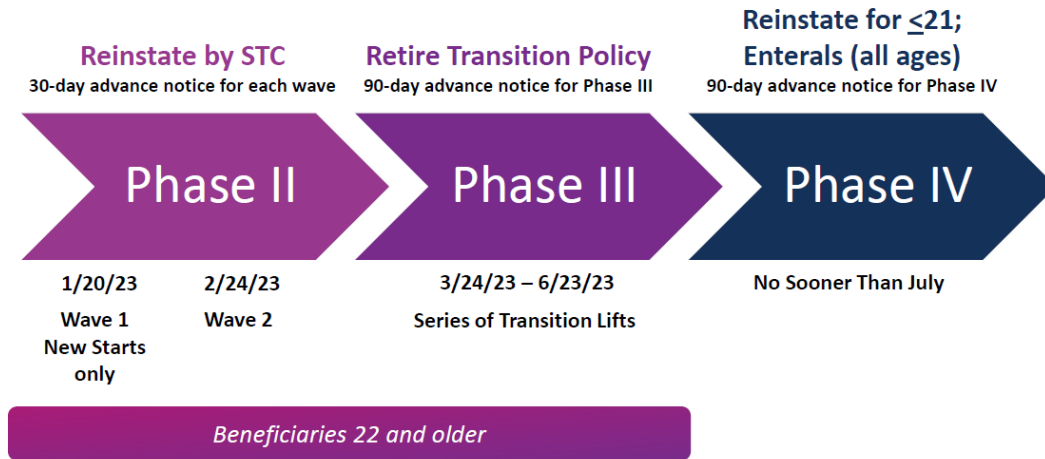 Reinstate by STC
30-day advance notice for each wave
Retire Transition Policy
90-day advance notice for Phase III
Reinstate for <21;
Enterals (all ages)
90-day advance notice for Phase IV
Phase II
Phase III
Phase IV
1/20/23
Wave 1
New Starts
only
2/24/23
Wave 2
3/24/23 – 6/23/23
Series of Transition Lifts
No Sooner Than July
Beneficiaries 22 and older